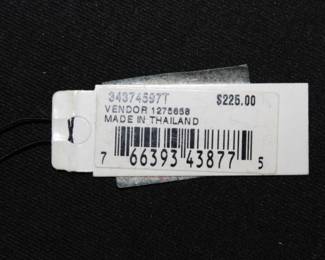 34374597T $225.00
VENDOR 1275658
MADE IN THAILAND
7 66393 43877 5